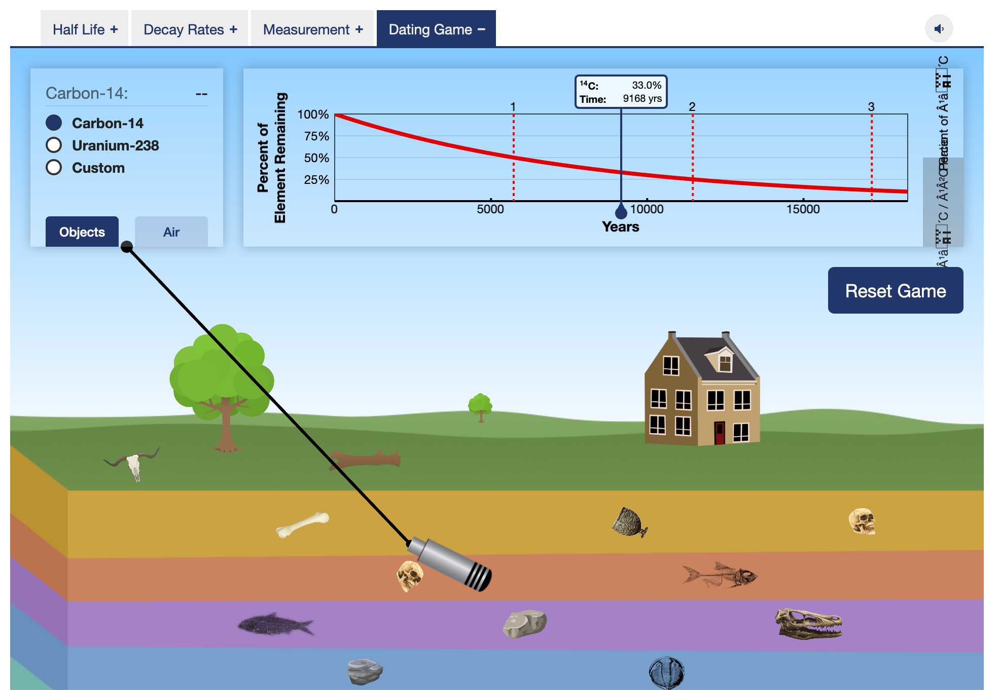 Half Life +
Decay Rates +
Measurement +
Dating Game −
Carbon-14: --
Carbon-14
Uranium-238
Custom
Objects
Air
Percent of
Element Remaining
100%
75%
50%
25%
1
2
3
¹⁴C: 33.0%
Time: 9168 yrs
0
5000
10000
15000
Years
Percent of
Reset Game